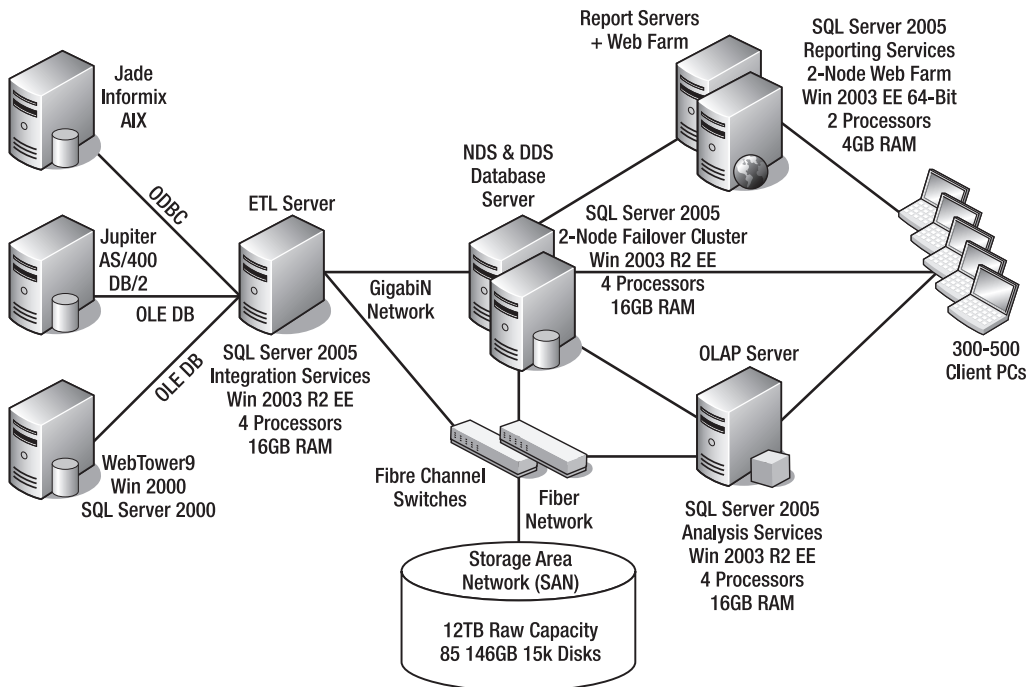 Report Servers
+ Web Farm
SQL Server 2005
Reporting Services
2-Node Web Farm
Win 2003 EE 64-Bit
2 Processors
4GB RAM
Jade
Informix
AIX
ODBC
NDS & DDS
Database
Server
ETL Server
SQL Server 2005
2-Node Failover Cluster
Win 2003 R2 EE
4 Processors
16GB RAM
Jupiter
AS/400
DB/2
OLE DB
GigabiN
Network
OLE DB
SQL Server 2005
Integration Services
Win 2003 R2 EE
4 Processors
16GB RAM
OLAP Server
300-500
Client PCs
WebTower9
Win 2000
SQL Server 2000
Fibre Channel
Switches
Fiber
Network
SQL Server 2005
Analysis Services
Win 2003 R2 EE
4 Processors
16GB RAM
Storage Area
Network (SAN)
12TB Raw Capacity
85 146GB 15k Disks